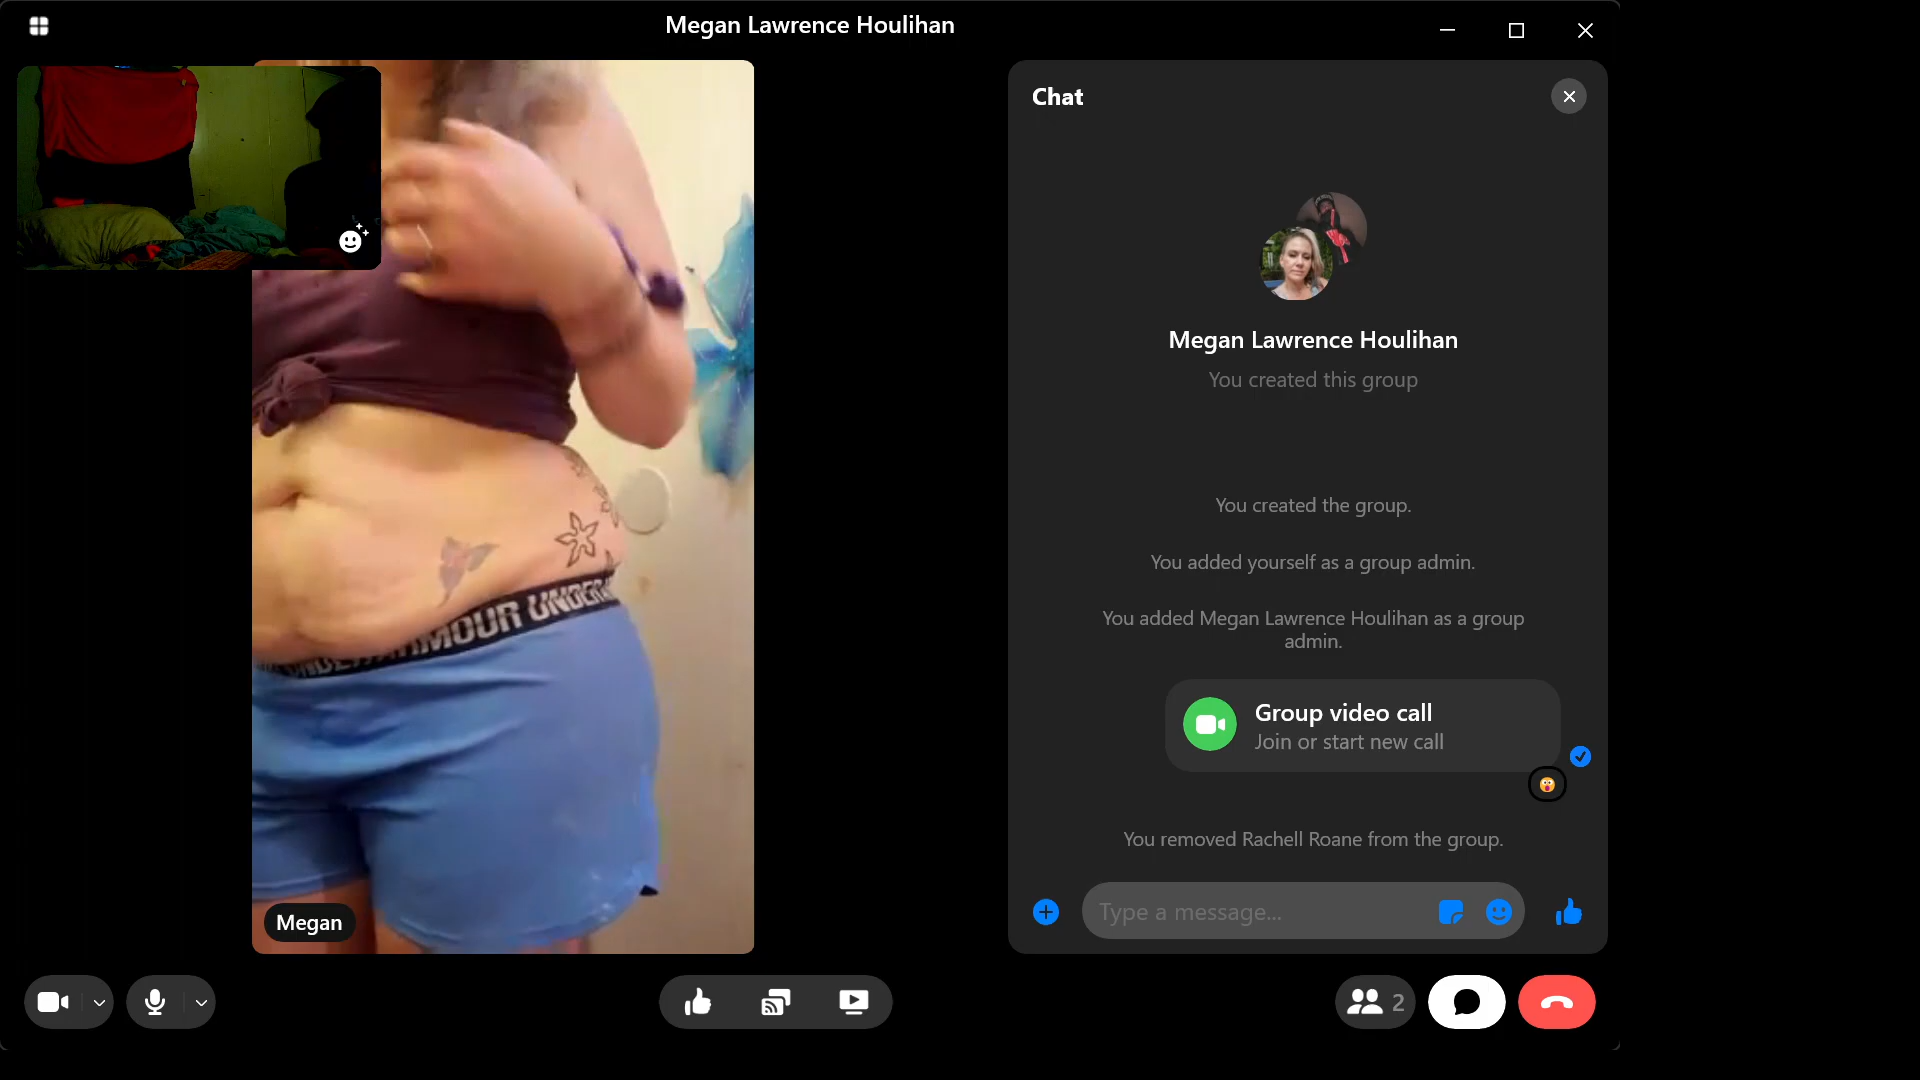 Megan Lawrence Houlihan
Chat
Megan Lawrence Houlihan
You created this group
You created the group.
You added yourself as a group admin.
You added Megan Lawrence Houlihan as a group
admin.
Group video call
Join or start new call
You removed Rachell Roane from the group.
Type a message...
ARMOUR UNDER
Megan
2